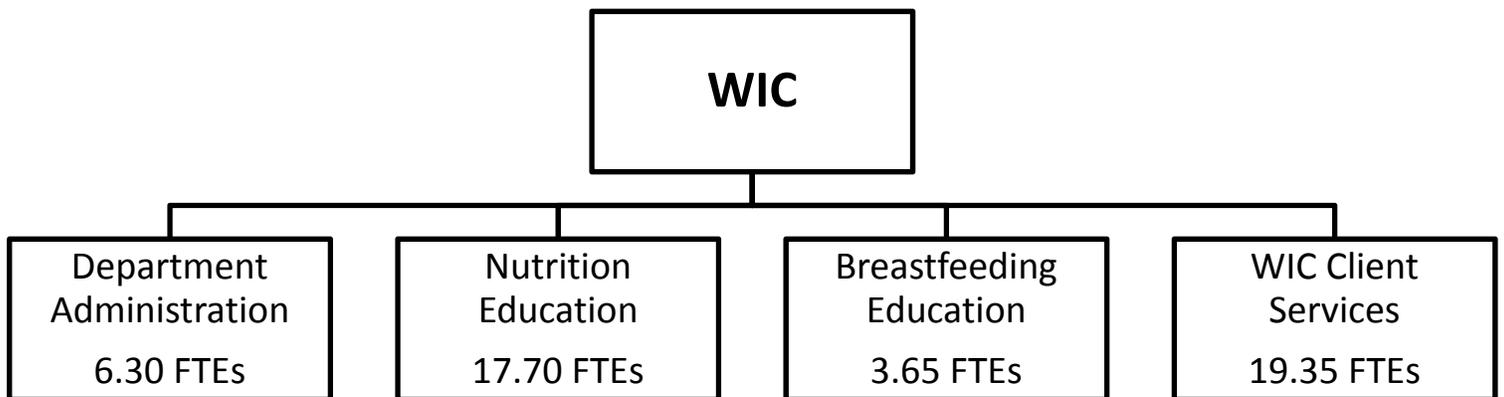 WIC
Department
Administration
6.30 FTEs
Nutrition
Education
17.70 FTEs
Breastfeeding
Education
3.65 FTEs
WIC Client
Services
19.35 FTEs